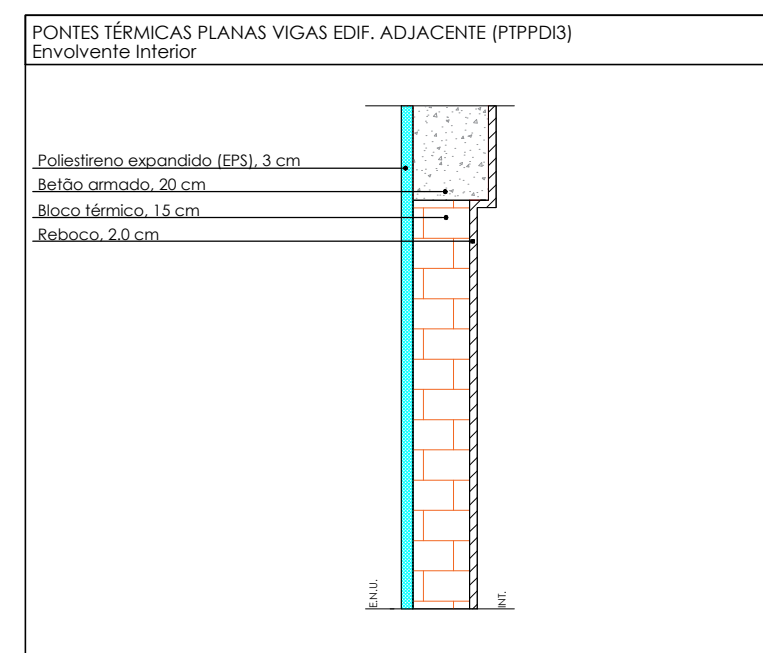 PONTES TÉRMICAS PLANAS VIGAS EDIF. ADJACENTE (PTPPDI3)
Envolvente Interior
Poliestireno expandido (EPS), 3 cm
Betão armado, 20 cm
Bloco térmico, 15 cm
Reboco, 2.0 cm
E.N.U.
INT.